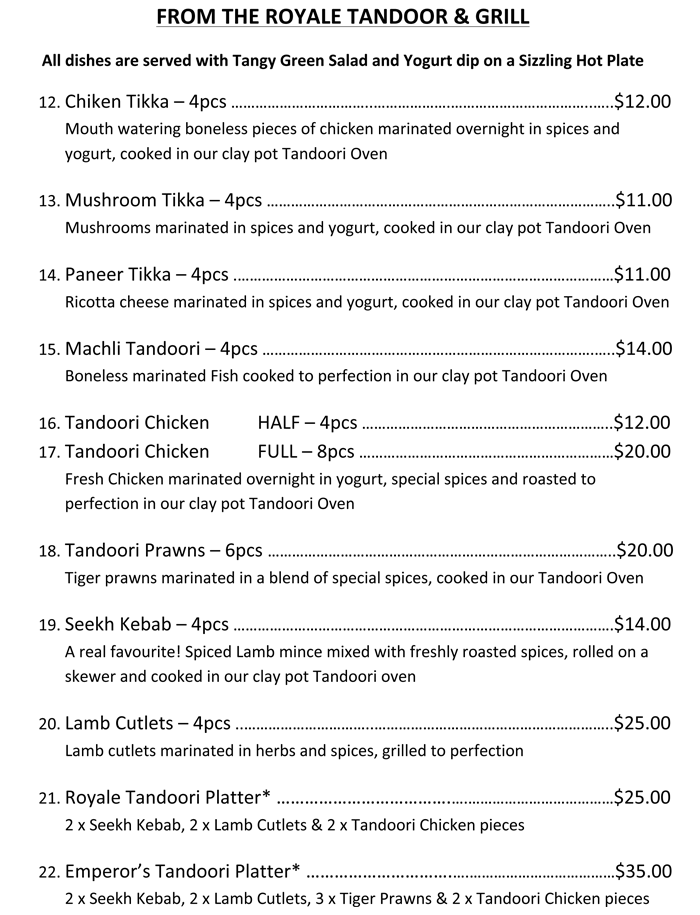 FROM THE ROYALE TANDOOR & GRILL
All dishes are served with Tangy Green Salad and Yogurt dip on a Sizzling Hot Plate
12. Chiken Tikka – 4pcs ……………………………………………………………$12.00
Mouth watering boneless pieces of chicken marinated overnight in spices and
yogurt, cooked in our clay pot Tandoori Oven
13. Mushroom Tikka – 4pcs ………………………………………………………$11.00
Mushrooms marinated in spices and yogurt, cooked in our clay pot Tandoori Oven
14. Paneer Tikka – 4pcs ……………………………………………………………$11.00
Ricotta cheese marinated in spices and yogurt, cooked in our clay pot Tandoori Oven
15. Machli Tandoori – 4pcs ………………………………………………………$14.00
Boneless marinated Fish cooked to perfection in our clay pot Tandoori Oven
16. Tandoori Chicken HALF – 4pcs ………………………………………$12.00
17. Tandoori Chicken FULL – 8pcs ………………………………………$20.00
Fresh Chicken marinated overnight in yogurt, special spices and roasted to
perfection in our clay pot Tandoori Oven
18. Tandoori Prawns – 6pcs ………………………………………………………$20.00
Tiger prawns marinated in a blend of special spices, cooked in our Tandoori Oven
19. Seekh Kebab – 4pcs ……………………………………………………………$14.00
A real favourite! Spiced Lamb mince mixed with freshly roasted spices, rolled on a
skewer and cooked in our clay pot Tandoori oven
20. Lamb Cutlets – 4pcs ……………………………………………………………$25.00
Lamb cutlets marinated in herbs and spices, grilled to perfection
21. Royale Tandoori Platter* ……………………………………………………$25.00
2 x Seekh Kebab, 2 x Lamb Cutlets & 2 x Tandoori Chicken pieces
22. Emperor’s Tandoori Platter* ………………………………………………$35.00
2 x Seekh Kebab, 2 x Lamb Cutlets, 3 x Tiger Prawns & 2 x Tandoori Chicken pieces